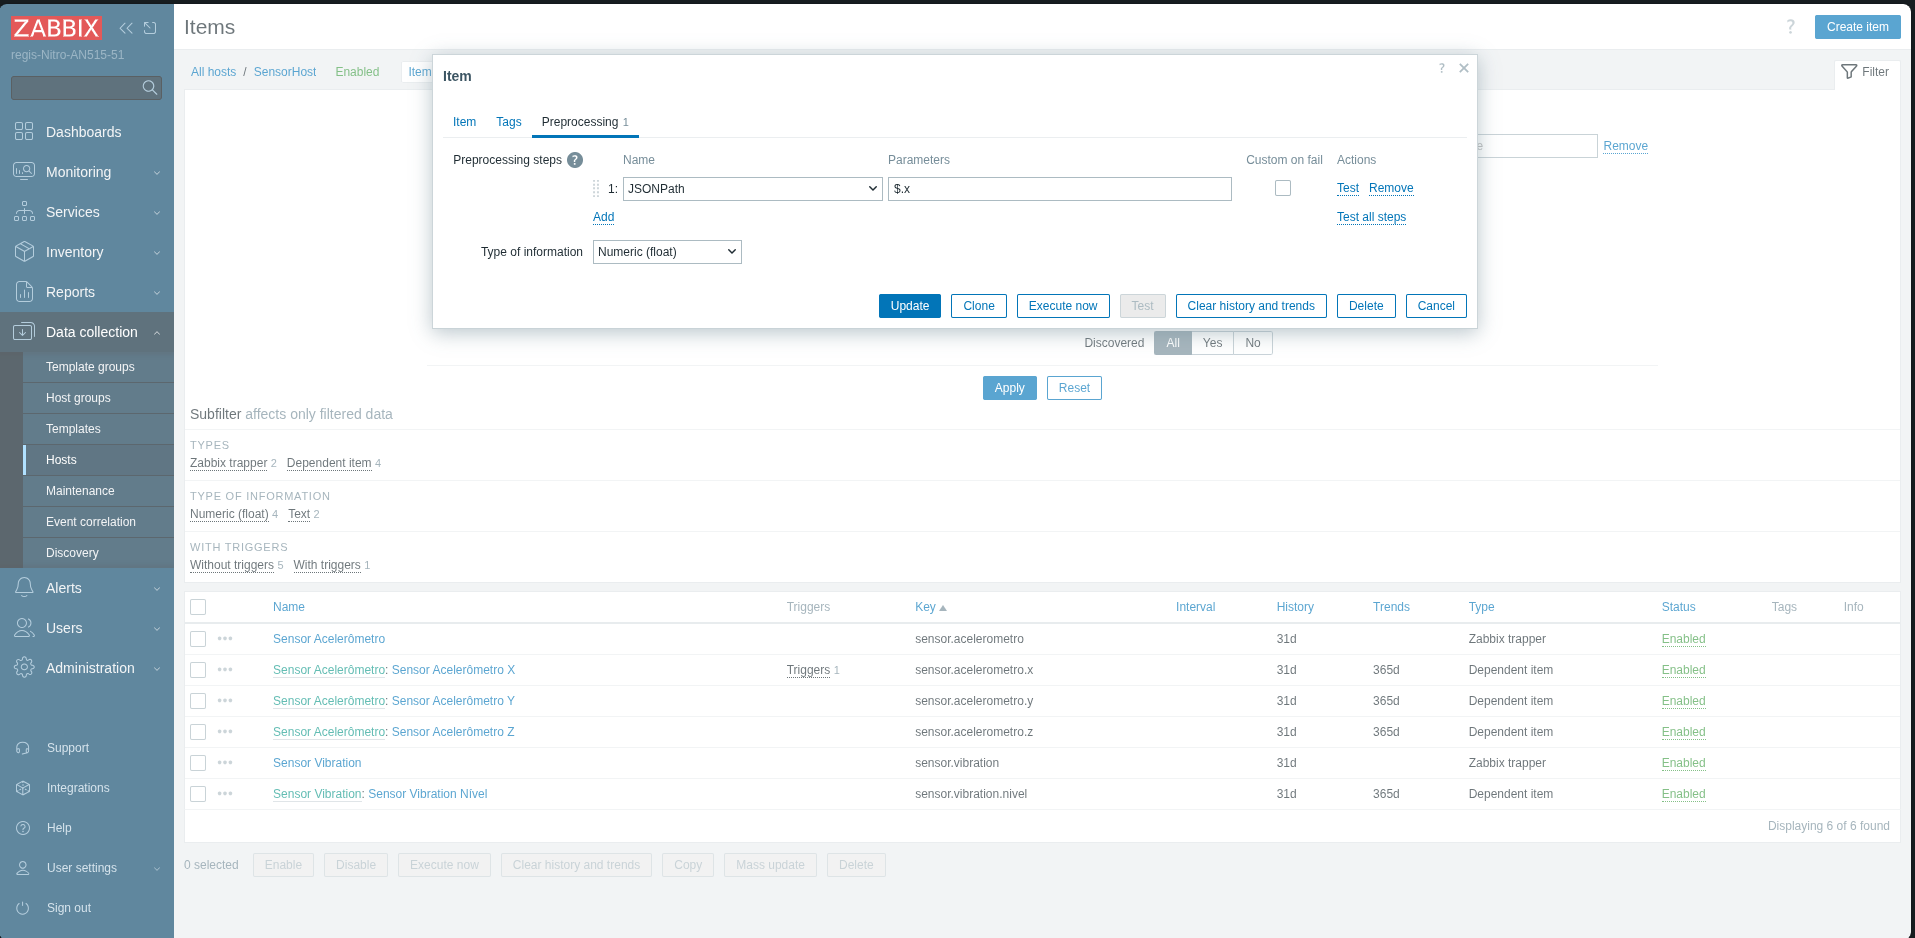 ZABBIX
regis-Nitro-AN515-51
Dashboards
Monitoring
Services
Inventory
Reports
Data collection
Template groups
Host groups
Templates
Hosts
Maintenance
Event correlation
Discovery
Alerts
Users
Administration
Support
Integrations
Help
User settings
Sign out
Items
? Create item
All hosts / SensorHost Enabled Item
Filter
Remove
Item
? ×
Item Tags Preprocessing 1
Preprocessing steps ? Name Parameters Custom on fail Actions
1: JSONPath $.x Test Remove
Add Test all steps
Type of information Numeric (float)
Update Clone Execute now Test Clear history and trends Delete Cancel
Discovered All Yes No
Apply Reset
Subfilter affects only filtered data
TYPES
Zabbix trapper 2 Dependent item 4
TYPE OF INFORMATION
Numeric (float) 4 Text 2
WITH TRIGGERS
Without triggers 5 With triggers 1
Name Triggers Key Interval History Trends Type Status Tags Info
Sensor Acelerômetro sensor.acelerometro 31d Zabbix trapper Enabled
Sensor Acelerômetro: Sensor Acelerômetro X Triggers 1 sensor.acelerometro.x 31d 365d Dependent item Enabled
Sensor Acelerômetro: Sensor Acelerômetro Y sensor.acelerometro.y 31d 365d Dependent item Enabled
Sensor Acelerômetro: Sensor Acelerômetro Z sensor.acelerometro.z 31d 365d Dependent item Enabled
Sensor Vibration sensor.vibration 31d Zabbix trapper Enabled
Sensor Vibration: Sensor Vibration Nível sensor.vibration.nivel 31d 365d Dependent item Enabled
Displaying 6 of 6 found
0 selected Enable Disable Execute now Clear history and trends Copy Mass update Delete